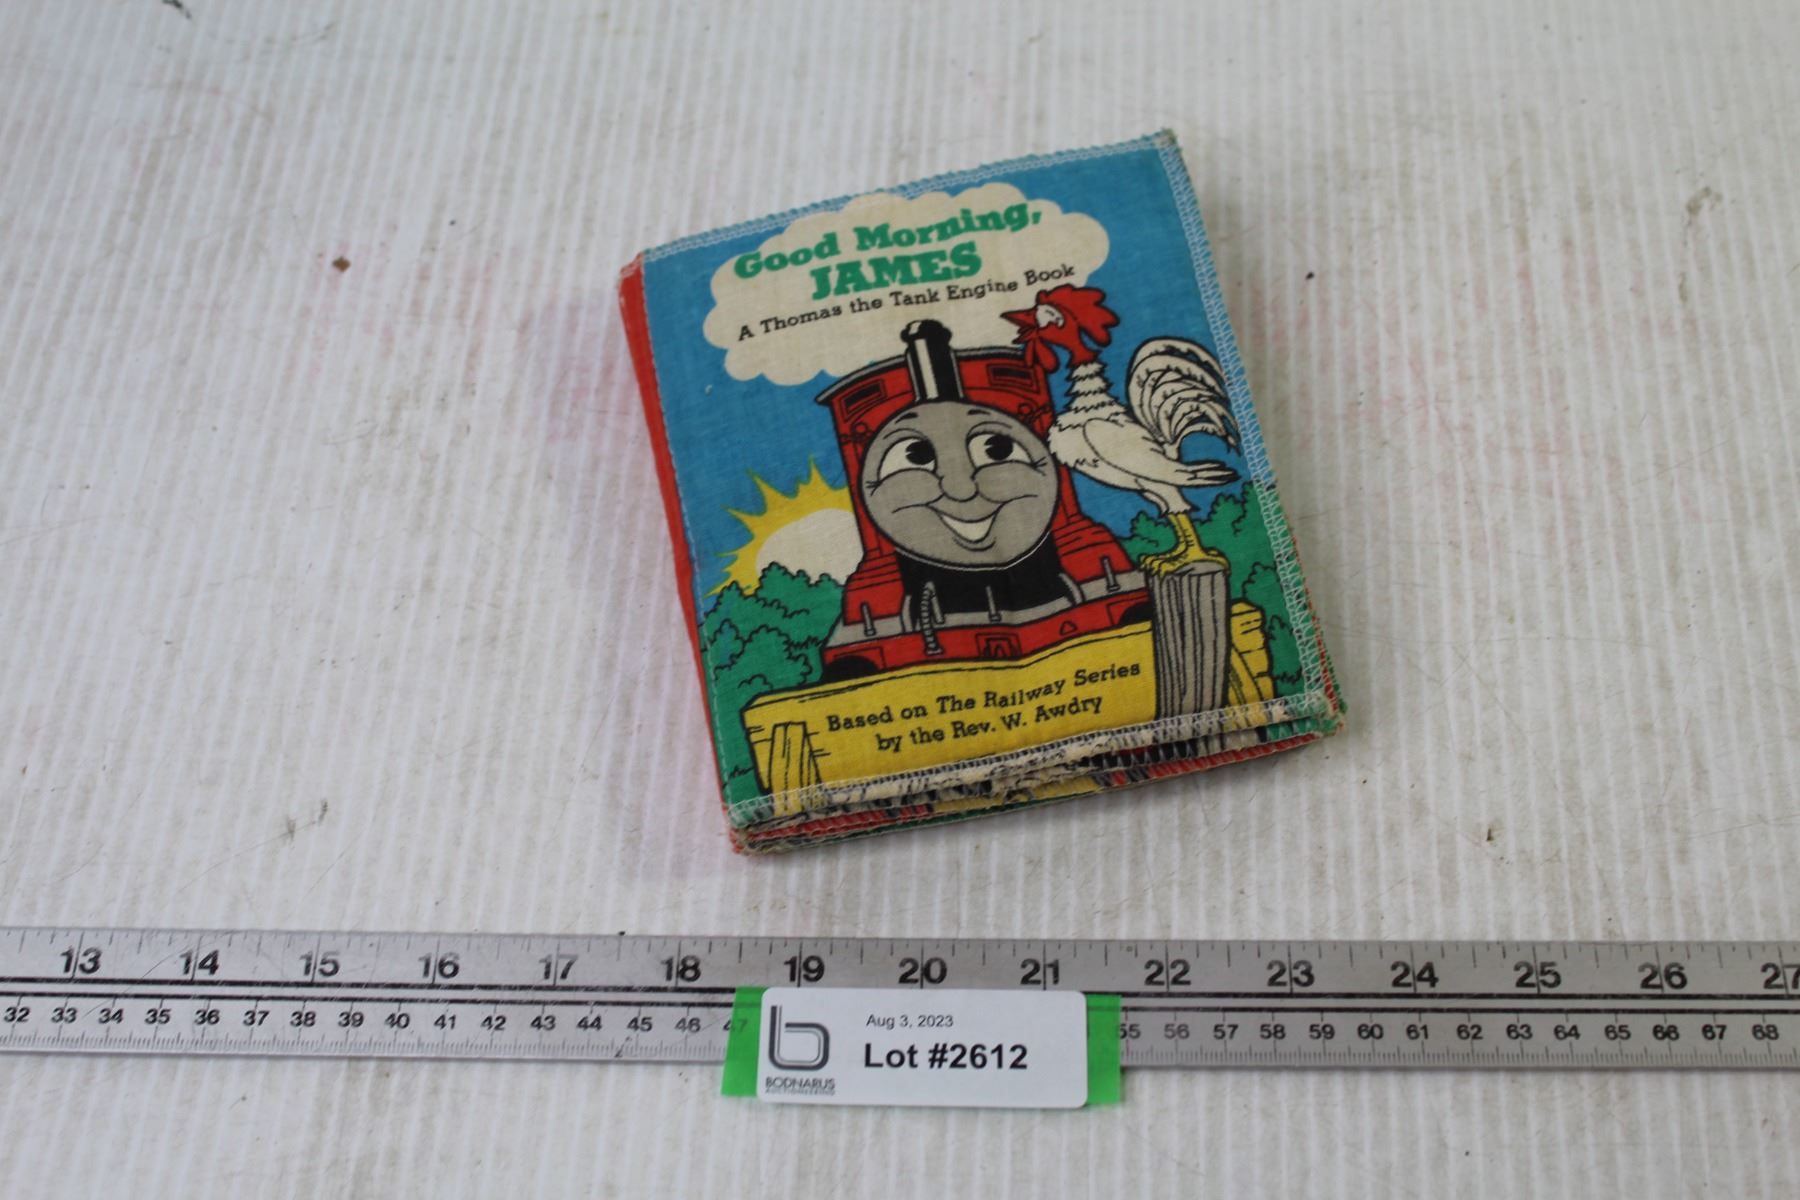 Good Morning,
JAMES
A Thomas the Tank Engine Book
Based on The Railway Series
by the Rev. W. Awdry
13 14 15 16 17 18 19 20 21 22 23 24 25 26 27
32 33 34 35 36 37 38 39 40 41 42 43 44 45 46 47 55 56 57 58 59 60 61 62 63 64 65 66 67 68
Aug 3, 2023
Lot #2612
BODNARUS
AUCTIONEERING